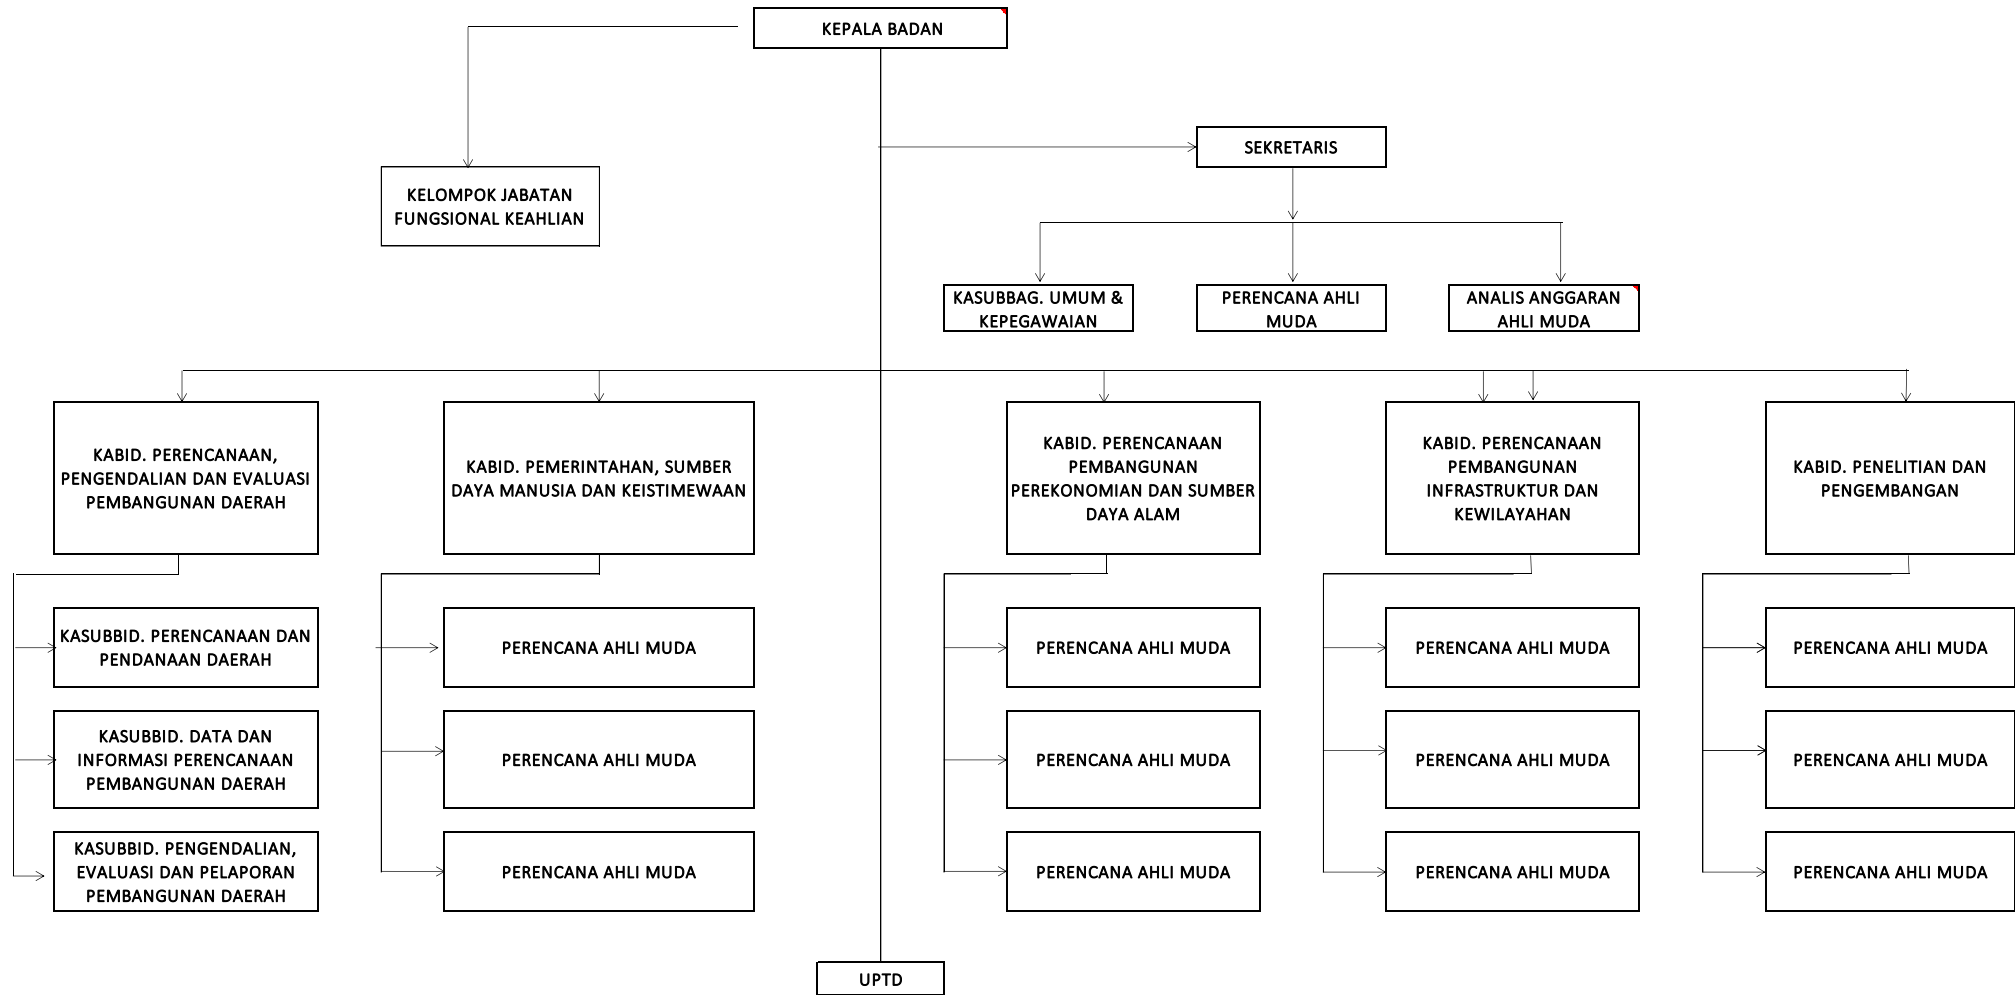 KEPALA BADAN
SEKRETARIS
KELOMPOK JABATAN
FUNGSIONAL KEAHLIAN
KASUBBAG. UMUM &
KEPEGAWAIAN
PERENCANA AHLI
MUDA
ANALIS ANGGARAN
AHLI MUDA
KABID. PERENCANAAN,
PENGENDALIAN DAN EVALUASI
PEMBANGUNAN DAERAH
KABID. PEMERINTAHAN, SUMBER
DAYA MANUSIA DAN KEISTIMEWAAN
KABID. PERENCANAAN
PEMBANGUNAN
PEREKONOMIAN DAN SUMBER
DAYA ALAM
KABID. PERENCANAAN
PEMBANGUNAN
INFRASTRUKTUR DAN
KEWILAYAHAN
KABID. PENELITIAN DAN
PENGEMBANGAN
KASUBBID. PERENCANAAN DAN
PENDANAAN DAERAH
PERENCANA AHLI MUDA
PERENCANA AHLI MUDA
PERENCANA AHLI MUDA
PERENCANA AHLI MUDA
KASUBBID. DATA DAN
INFORMASI PERENCANAAN
PEMBANGUNAN DAERAH
PERENCANA AHLI MUDA
PERENCANA AHLI MUDA
PERENCANA AHLI MUDA
PERENCANA AHLI MUDA
KASUBBID. PENGENDALIAN,
EVALUASI DAN PELAPORAN
PEMBANGUNAN DAERAH
PERENCANA AHLI MUDA
PERENCANA AHLI MUDA
PERENCANA AHLI MUDA
PERENCANA AHLI MUDA
UPTD